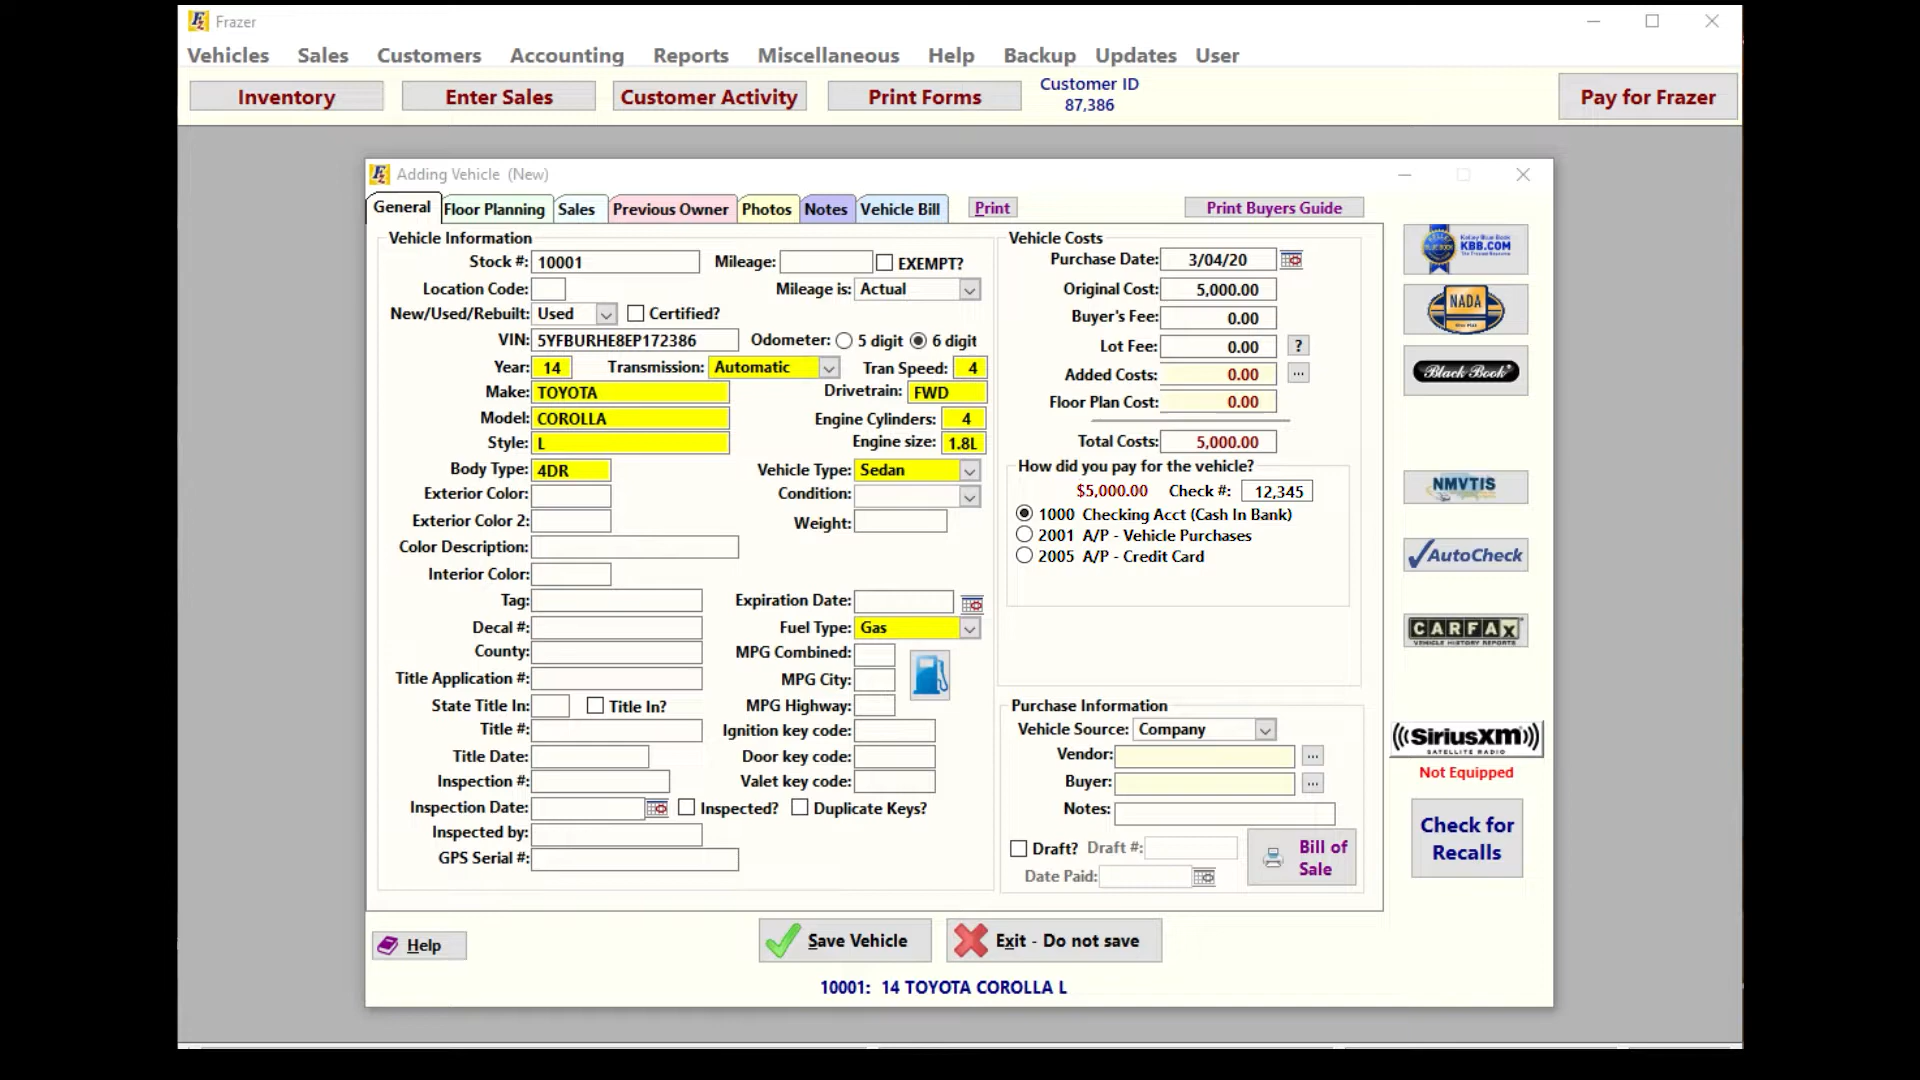 Frazer
Vehicles Sales Customers Accounting Reports Miscellaneous Help Backup Updates User
Inventory Enter Sales Customer Activity Print Forms Customer ID 87,386 Pay for Frazer
Adding Vehicle (New)
General Floor Planning Sales Previous Owner Photos Notes Vehicle Bill Print Print Buyers Guide
Vehicle Information
Stock #: 10001 Mileage: EXEMPT?
Location Code: Mileage is: Actual
New/Used/Rebuilt: Used Certified?
VIN: 5YFBURHE8EP172386 Odometer: 5 digit 6 digit
Year: 14 Transmission: Automatic Tran Speed: 4
Make: TOYOTA Drivetrain: FWD
Model: COROLLA Engine Cylinders: 4
Style: L Engine size: 1.8L
Body Type: 4DR Vehicle Type: Sedan
Exterior Color: Condition:
Exterior Color 2: Weight:
Color Description:
Interior Color:
Tag: Expiration Date:
Decal #: Fuel Type: Gas
County: MPG Combined:
Title Application #: MPG City:
State Title In: Title In? MPG Highway:
Title #: Ignition key code:
Title Date: Door key code:
Inspection #: Valet key code:
Inspection Date: Inspected? Duplicate Keys?
Inspected by:
GPS Serial #:
Vehicle Costs
Purchase Date: 3/04/20
Original Cost: 5,000.00
Buyer's Fee: 0.00
Lot Fee: 0.00 ?
Added Costs: 0.00 ...
Floor Plan Cost: 0.00
Total Costs: 5,000.00
How did you pay for the vehicle?
$5,000.00 Check #: 12,345
1000 Checking Acct (Cash In Bank)
2001 A/P - Vehicle Purchases
2005 A/P - Credit Card
Purchase Information
Vehicle Source: Company
Vendor: ...
Buyer: ...
Notes:
Draft? Draft #:
Date Paid:
Bill of
Sale
Kelley Blue Book
KBB.COM
NADA
Black Book
NMVTIS
AutoCheck
CARFAX
VEHICLE HISTORY REPORTS
SiriusXM
SATELLITE RADIO
Not Equipped
Check for
Recalls
Help Save Vehicle Exit - Do not save
10001: 14 TOYOTA COROLLA L